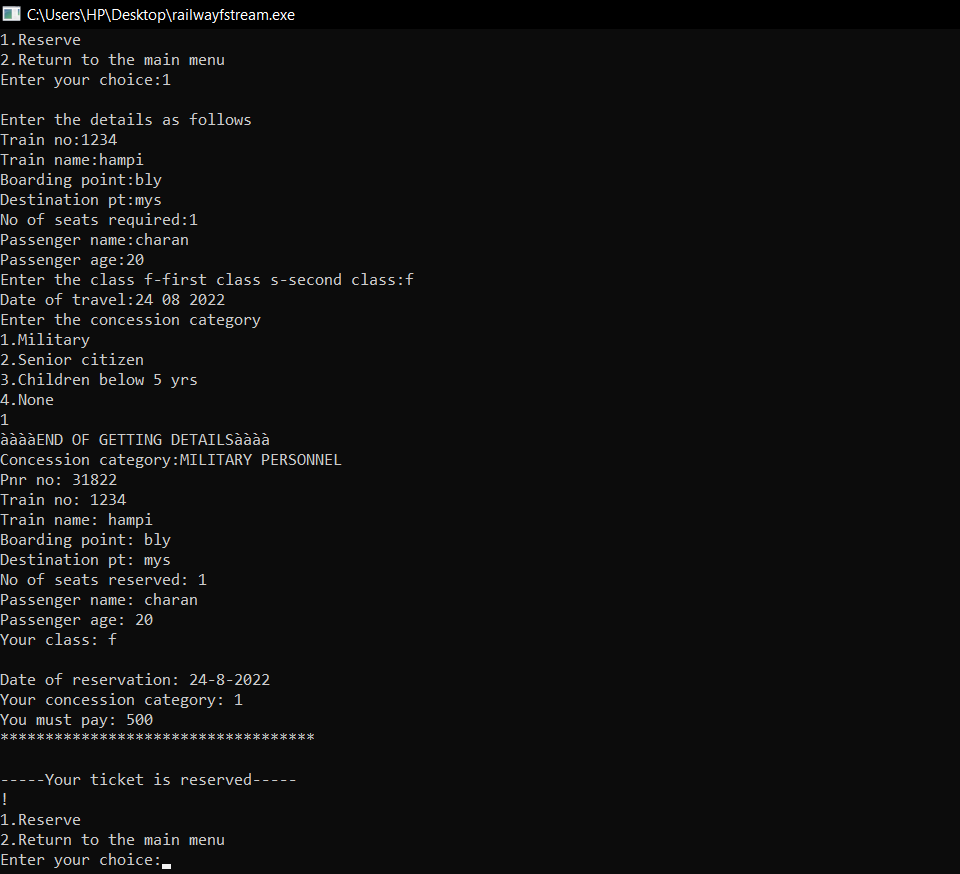 C:\Users\HP\Desktop\railwayfstream.exe
1.Reserve
2.Return to the main menu
Enter your choice:1
Enter the details as follows
Train no:1234
Train name:hampi
Boarding point:bly
Destination pt:mys
No of seats required:1
Passenger name:charan
Passenger age:20
Enter the class f-first class s-second class:f
Date of travel:24 08 2022
Enter the concession category
1.Military
2.Senior citizen
3.Children below 5 yrs
4.None
1
ààààEND OF GETTING DETAILSàààà
Concession category:MILITARY PERSONNEL
Pnr no: 31822
Train no: 1234
Train name: hampi
Boarding point: bly
Destination pt: mys
No of seats reserved: 1
Passenger name: charan
Passenger age: 20
Your class: f
Date of reservation: 24-8-2022
Your concession category: 1
You must pay: 500
***********************************
-----Your ticket is reserved-----
!
1.Reserve
2.Return to the main menu
Enter your choice: